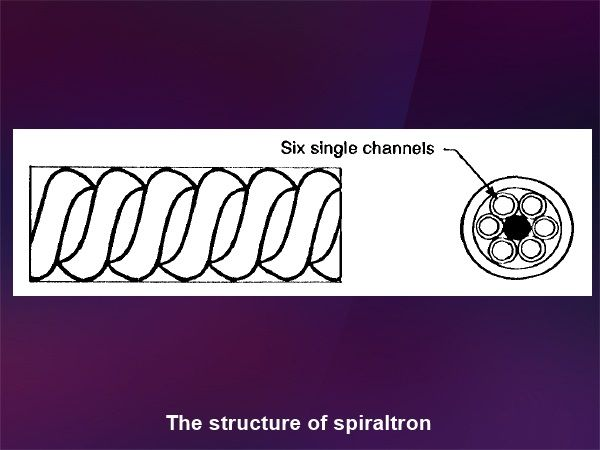 Six single channels
The structure of spiraltron